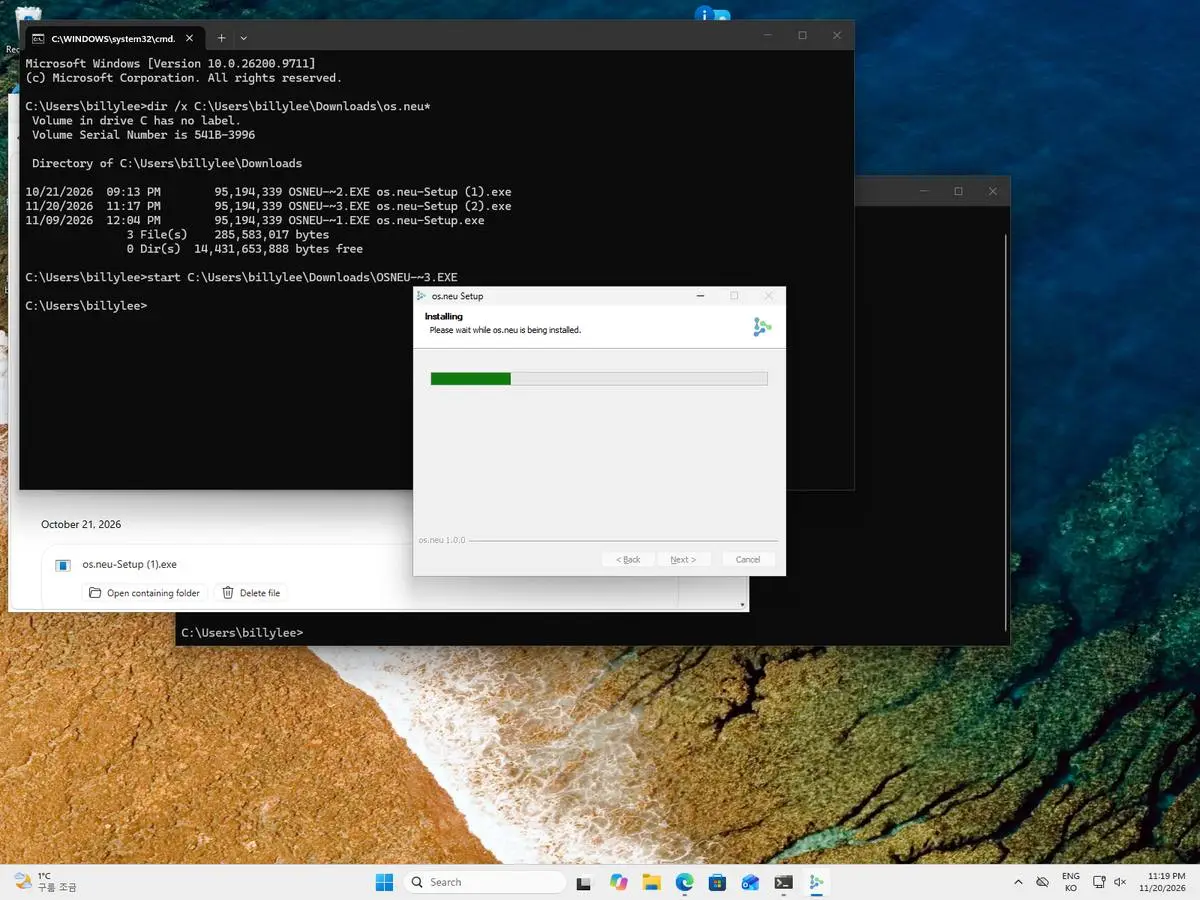 Rec
C:\WINDOWS\system32\cmd.
Microsoft Windows [Version 10.0.26200.9711]
(c) Microsoft Corporation. All rights reserved.
C:\Users\billylee>dir /x C:\Users\billylee\Downloads\os.neu*
Volume in drive C has no label.
Volume Serial Number is 541B-3996
Directory of C:\Users\billylee\Downloads
10/21/2026  09:13 PM        95,194,339 OSNEU-~2.EXE os.neu-Setup (1).exe
11/20/2026  11:17 PM        95,194,339 OSNEU-~3.EXE os.neu-Setup (2).exe
11/09/2026  12:04 PM        95,194,339 OSNEU-~1.EXE os.neu-Setup.exe
3 File(s)    285,583,017 bytes
0 Dir(s)  14,431,653,888 bytes free
C:\Users\billylee>start C:\Users\billylee\Downloads\OSNEU-~3.EXE
C:\Users\billylee>
os.neu Setup
Installing
Please wait while os.neu is being installed.
os.neu 1.0.0
< Back
Next >
Cancel
October 21, 2026
os.neu-Setup (1).exe
Open containing folder
Delete file
C:\Users\billylee>
1°C
구름 조금
Search
ENG
KO
11:19 PM
11/20/2026